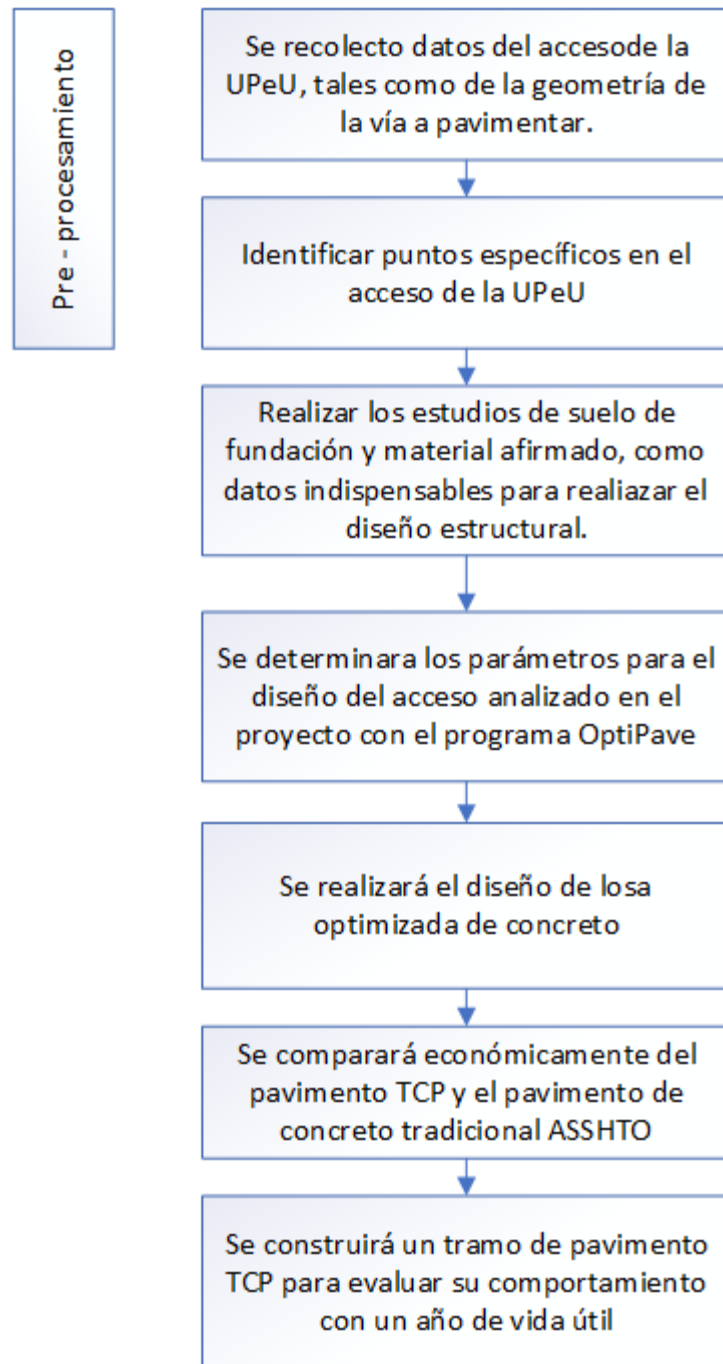 Pre - procesamiento
Se recolecto datos del accesode la
UPeU, tales como de la geometría de
la vía a pavimentar.
Identificar puntos específicos en el
acceso de la UPeU
Realizar los estudios de suelo de
fundación y material afirmado, como
datos indispensables para realiazar el
diseño estructural.
Se determinara los parámetros para el
diseño del acceso analizado en el
proyecto con el programa OptiPave
Se realizará el diseño de losa
optimizada de concreto
Se comparará económicamente del
pavimento TCP y el pavimento de
concreto tradicional ASSHTO
Se construirá un tramo de pavimento
TCP para evaluar su comportamiento
con un año de vida útil